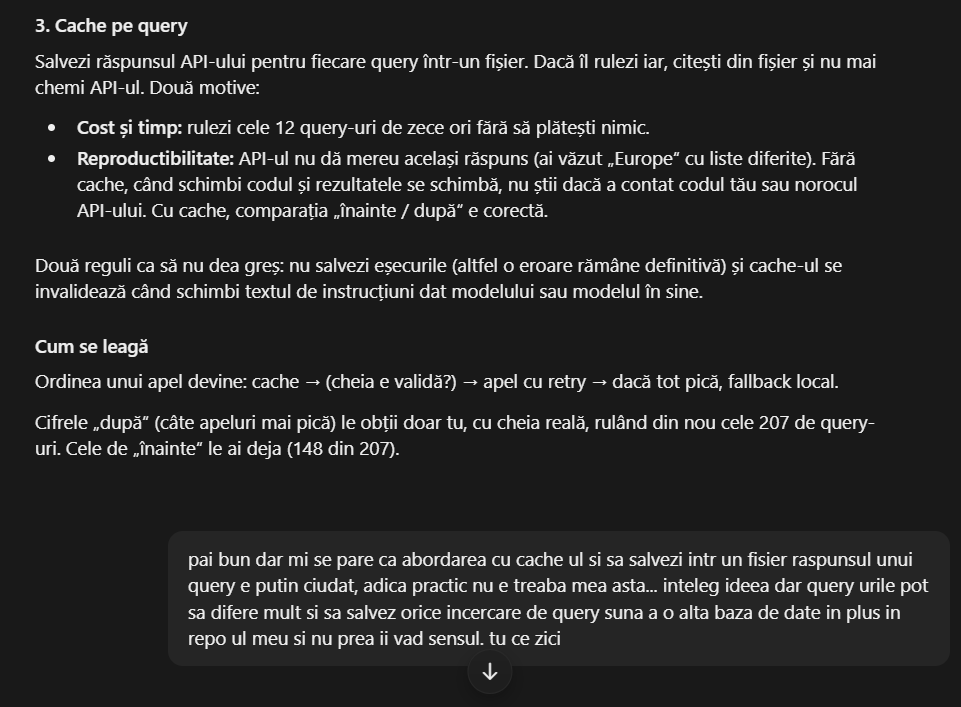 3. Cache pe query
Salvezi răspunsul API-ului pentru fiecare query într-un fișier. Dacă îl rulezi iar, citești din fișier și nu mai
chemi API-ul. Două motive:
• Cost și timp: rulezi cele 12 query-uri de zece ori fără să plătești nimic.
• Reproductibilitate: API-ul nu dă mereu același răspuns (ai văzut „Europe” cu liste diferite). Fără
cache, când schimbi codul și rezultatele se schimbă, nu știi dacă a contat codul tău sau norocul
API-ului. Cu cache, comparația „înainte / după” e corectă.
Două reguli ca să nu dea greș: nu salvezi eșecurile (altfel o eroare rămâne definitivă) și cache-ul se
invalidează când schimbi textul de instrucțiuni dat modelului sau modelul în sine.
Cum se leagă
Ordinea unui apel devine: cache → (cheia e validă?) → apel cu retry → dacă tot pică, fallback local.
Cifrele „după” (câte apeluri mai pică) le obții doar tu, cu cheia reală, rulând din nou cele 207 de query-
uri. Cele de „înainte” le ai deja (148 din 207).
pai bun dar mi se pare ca abordarea cu cache ul si sa salvezi intr un fisier raspunsul unui
query e putin ciudat, adica practic nu e treaba mea asta... inteleg ideea dar query urile pot
sa difere mult si sa salvez orice incercare de query suna a o alta baza de date in plus in
repo ul meu si nu prea ii vad sensul. tu ce zici